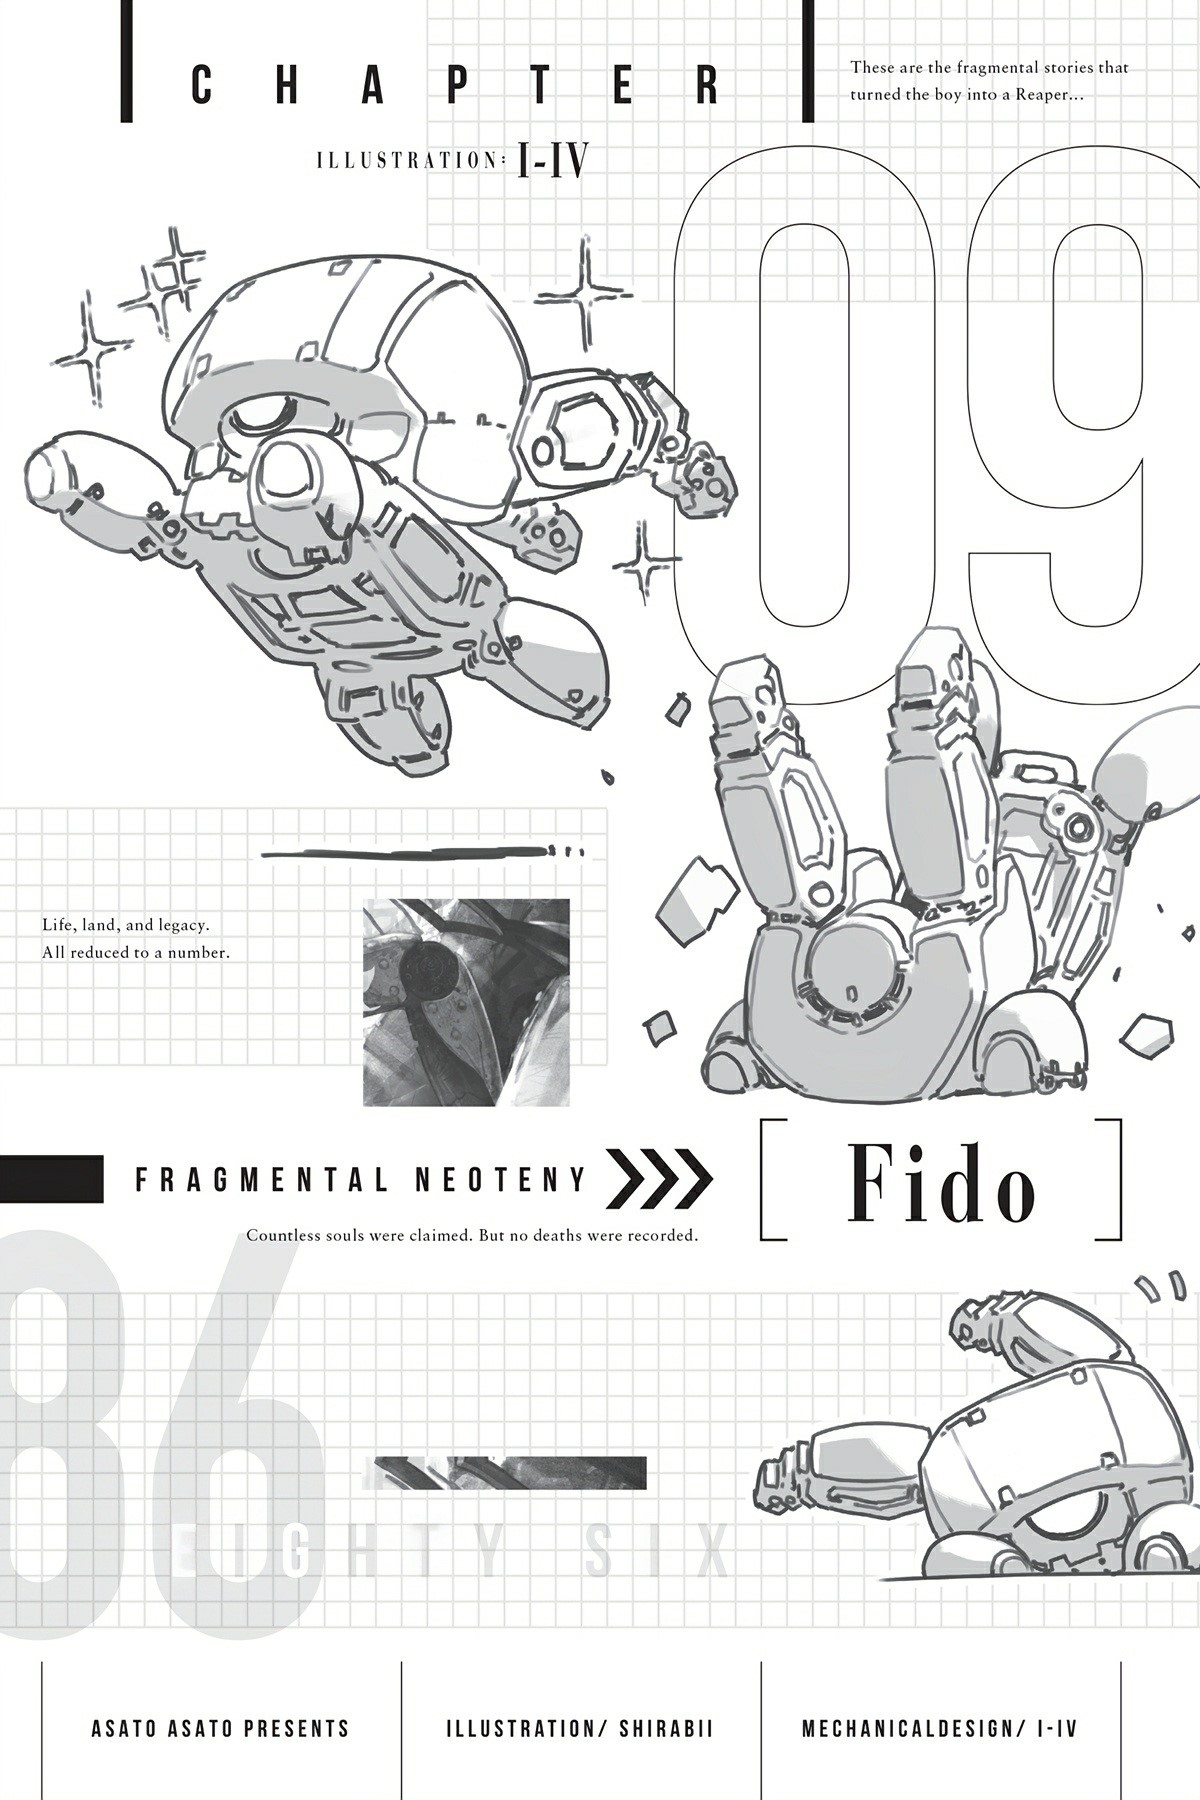 CHAPTER
These are the fragmental stories that
turned the boy into a Reaper...
ILLUSTRATION: I-IV
09
Life, land, and legacy.
All reduced to a number.
FRAGMENTAL NEOTENY
Fido
Countless souls were claimed. But no deaths were recorded.
86
EIGHTY SIX
ASATO ASATO PRESENTS
ILLUSTRATION/ SHIRABII
MECHANICALDESIGN/ I-IV